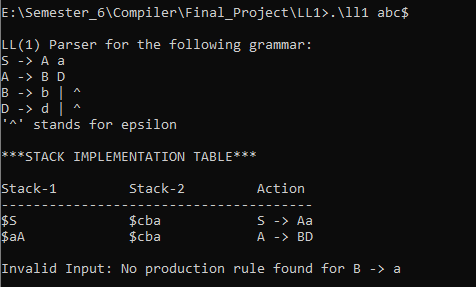 E:\Semester_6\Compiler\Final_Project\LL1>.\ll1 abc$
LL(1) Parser for the following grammar:
S -> A a
A -> B D
B -> b | ^
D -> d | ^
'^' stands for epsilon
***STACK IMPLEMENTATION TABLE***
Stack-1 Stack-2 Action
---------------------------------------
$S $cba S -> Aa
$aA $cba A -> BD
Invalid Input: No production rule found for B -> a